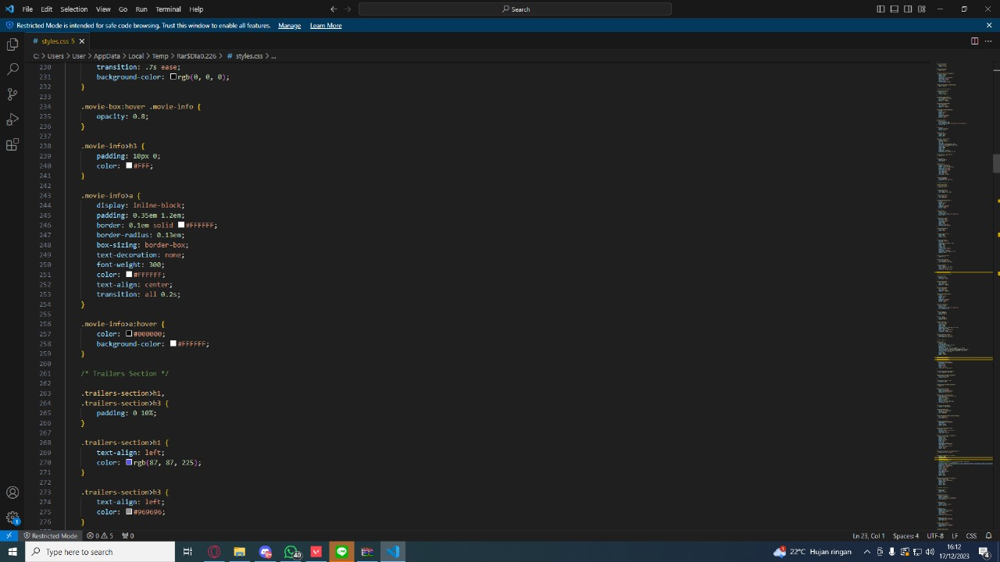 File Edit Selection View Go Run Terminal Help
Search
Restricted Mode is intended for safe code browsing. Trust this window to enable all features. Manage Learn More
# styles.css 5
C: > Users > User > AppData > Local > Temp > Rar$DIa0.226 > # styles.css > ...
230 transition: .7s ease;
231 background-color: rgb(0, 0, 0);
232 }
233
234 .movie-box:hover .movie-info {
235 opacity: 0.8;
236 }
237
238 .movie-info>h3 {
239 padding: 10px 0;
240 color: #FFF;
241 }
242
243 .movie-info>a {
244 display: inline-block;
245 padding: 0.35em 1.2em;
246 border: 0.1em solid #FFFFFF;
247 border-radius: 0.13em;
248 box-sizing: border-box;
249 text-decoration: none;
250 font-weight: 300;
251 color: #FFFFFF;
252 text-align: center;
253 transition: all 0.2s;
254 }
255
256 .movie-info>a:hover {
257 color: #000000;
258 background-color: #FFFFFF;
259 }
260
261 /* Trailers Section */
262
263 .trailers-section>h1,
264 .trailers-section>h3 {
265 padding: 0 10%;
266 }
267
268 .trailers-section>h1 {
269 text-align: left;
270 color: rgb(87, 87, 223);
271 }
272
273 .trailers-section>h3 {
274 text-align: left;
275 color: #969696;
276 }
Restricted Mode 0 5 0 Ln 23, Col 1 Spaces: 4 UTF-8 LF CSS
Type here to search
40
22°C Hujan ringan
16:12
17/12/2023